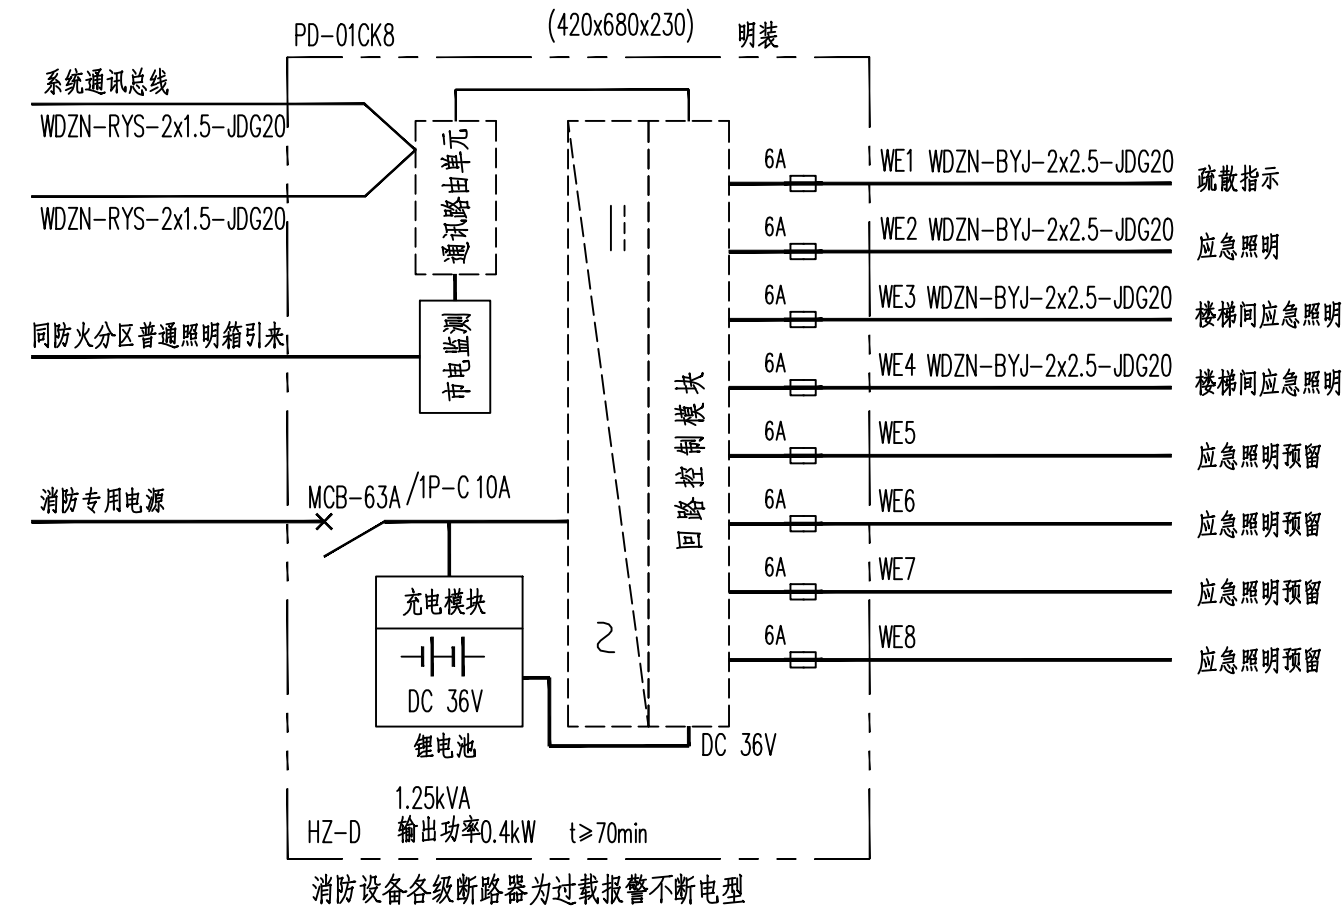 PD-01CK8
(420x680x230)
明装
系统通讯总线
WDZN-RYS-2x1.5-JDG20
WDZN-RYS-2x1.5-JDG20
通讯路由单元
同防火分区普通照明箱引来
市电监测
消防专用电源
MCB-63A/1P-C 10A
充电模块
DC 36V
锂电池
回路控制模块
DC 36V
6A WE1 WDZN-BYJ-2x2.5-JDG20 疏散指示
6A WE2 WDZN-BYJ-2x2.5-JDG20 应急照明
6A WE3 WDZN-BYJ-2x2.5-JDG20 楼梯间应急照明
6A WE4 WDZN-BYJ-2x2.5-JDG20 楼梯间应急照明
6A WE5 应急照明预留
6A WE6 应急照明预留
6A WE7 应急照明预留
6A WE8 应急照明预留
1.25kVA
HZ-D 输出功率0.4kW t≥70min
消防设备各级断路器为过载报警不断电型